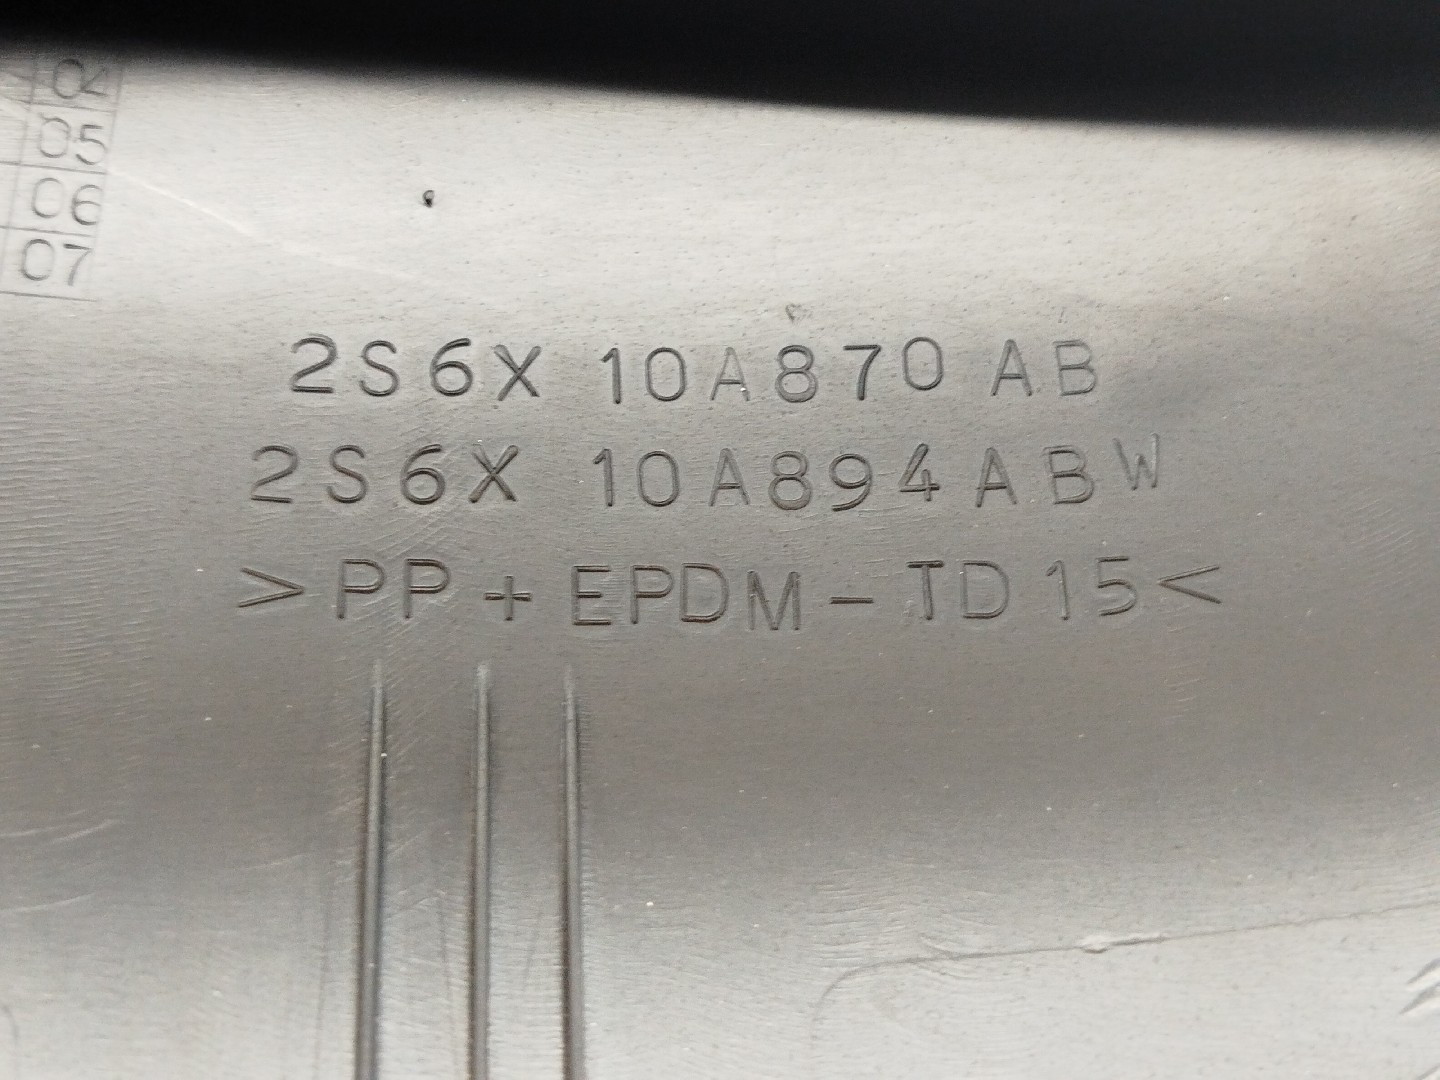 04
05
06
07
2S6X 10A870 AB
2S6X 10A894 ABW
>PP+EPDM-TD15<